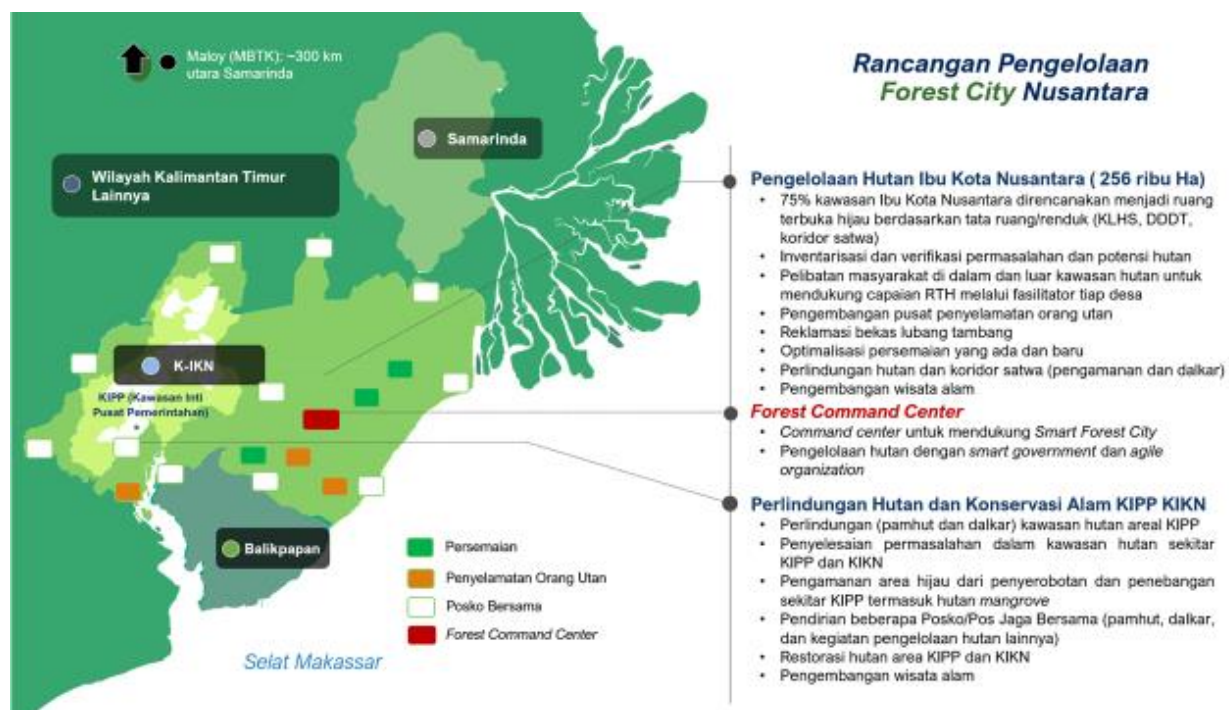 Maloy (MBTK): ~300 km
utara Samarinda
Samarinda
Wilayah Kalimantan Timur
Lainnya
K-IKN
KIPP (Kawasan Inti
Pusat Pemerintahan)
Balikpapan
Persemaian
Penyelamatan Orang Utan
Posko Bersama
Forest Command Center
Selat Makassar
Rancangan Pengelolaan
Forest City Nusantara
Pengelolaan Hutan Ibu Kota Nusantara ( 256 ribu Ha)
• 75% kawasan Ibu Kota Nusantara direncanakan menjadi ruang
terbuka hijau berdasarkan tata ruang/renduk (KLHS, DDDT,
koridor satwa)
• Inventarisasi dan verifikasi permasalahan dan potensi hutan
• Pelibatan masyarakat di dalam dan luar kawasan hutan untuk
mendukung capaian RTH melalui fasilitator tiap desa
• Pengembangan pusat penyelamatan orang utan
• Reklamasi bekas lubang tambang
• Optimalisasi persemaian yang ada dan baru
• Perlindungan hutan dan koridor satwa (pengamanan dan dalkar)
• Pengembangan wisata alam
Forest Command Center
• Command center untuk mendukung Smart Forest City
• Pengelolaan hutan dengan smart government dan agile
organization
Perlindungan Hutan dan Konservasi Alam KIPP KIKN
• Perlindungan (pamhut dan dalkar) kawasan hutan areal KIPP
• Penyelesaian permasalahan dalam kawasan hutan sekitar
KIPP dan KIKN
• Pengamanan area hijau dari penyerobotan dan penebangan
sekitar KIPP termasuk hutan mangrove
• Pendirian beberapa Posko/Pos Jaga Bersama (pamhut, dalkar,
dan kegiatan pengelolaan hutan lainnya)
• Restorasi hutan area KIPP dan KIKN
• Pengembangan wisata alam